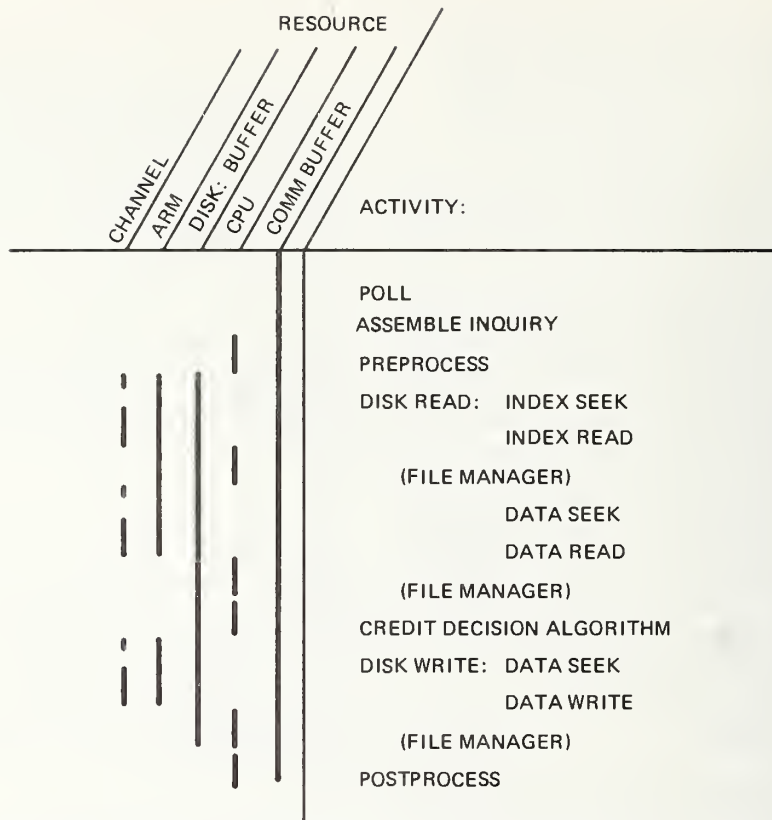 RESOURCE
CHANNEL
ARM
DISK: BUFFER
CPU
COMM BUFFER
ACTIVITY:
POLL
ASSEMBLE INQUIRY
PREPROCESS
DISK READ: INDEX SEEK
INDEX READ
(FILE MANAGER)
DATA SEEK
DATA READ
(FILE MANAGER)
CREDIT DECISION ALGORITHM
DISK WRITE: DATA SEEK
DATA WRITE
(FILE MANAGER)
POSTPROCESS